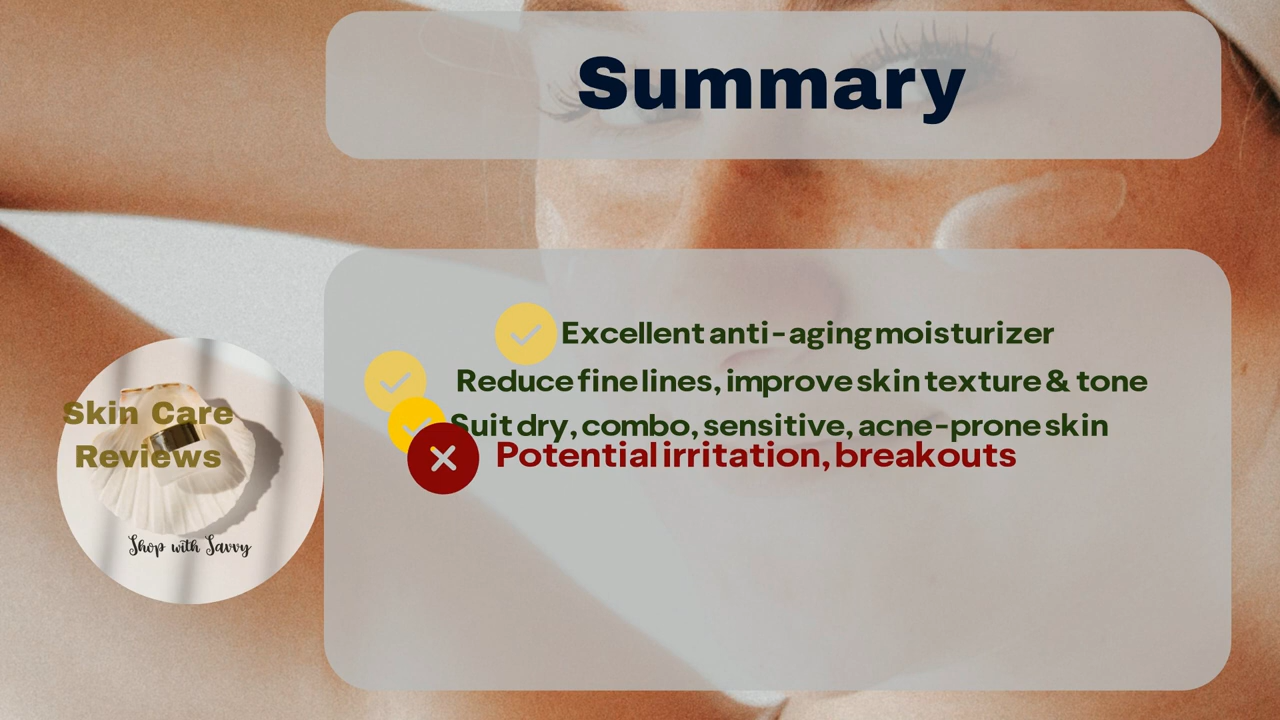 Summary
Excellent anti-aging moisturizer
Reduce fine lines, improve skin texture & tone
Suit dry, combo, sensitive, acne-prone skin
Potential irritation, breakouts
Skin Care
Reviews
Shop with Savvy